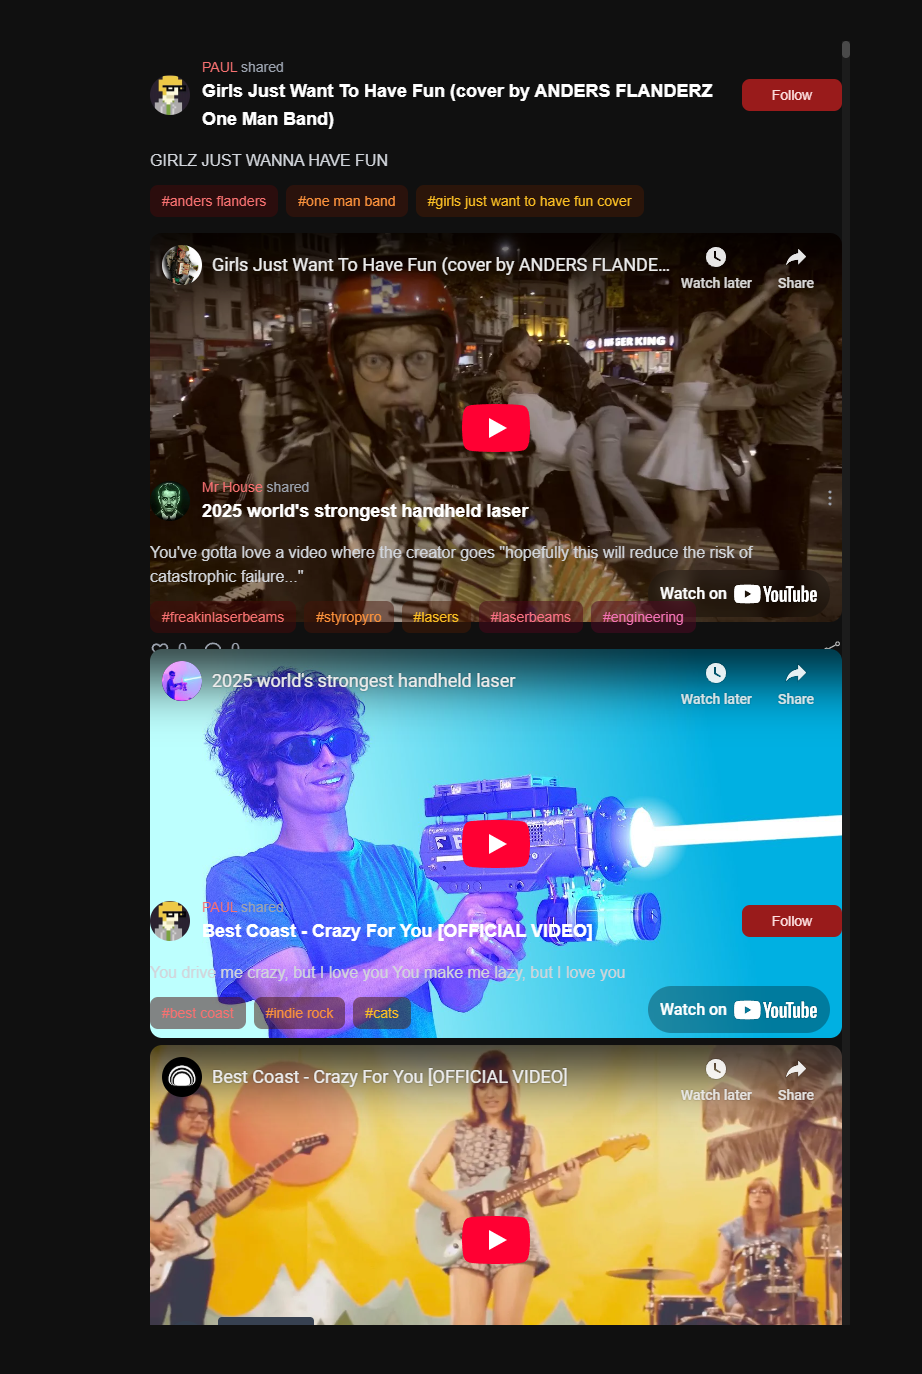 PAUL shared
Girls Just Want To Have Fun (cover by ANDERS FLANDERZ
One Man Band)
Follow
GIRLZ JUST WANNA HAVE FUN
#anders flanders #one man band #girls just want to have fun cover
Girls Just Want To Have Fun (cover by ANDERS FLANDE...
Watch later Share
Mr House shared
2025 world's strongest handheld laser
You've gotta love a video where the creator goes "hopefully this will reduce the risk of
catastrophic failure..."
Watch on YouTube
#freakinlaserbeams #styropyro #lasers #laserbeams #engineering
0 0
2025 world's strongest handheld laser
Watch later Share
PAUL shared
Best Coast - Crazy For You [OFFICIAL VIDEO]
Follow
You drive me crazy, but I love you You make me lazy, but I love you
#best coast #indie rock #cats
Watch on YouTube
Best Coast - Crazy For You [OFFICIAL VIDEO]
Watch later Share